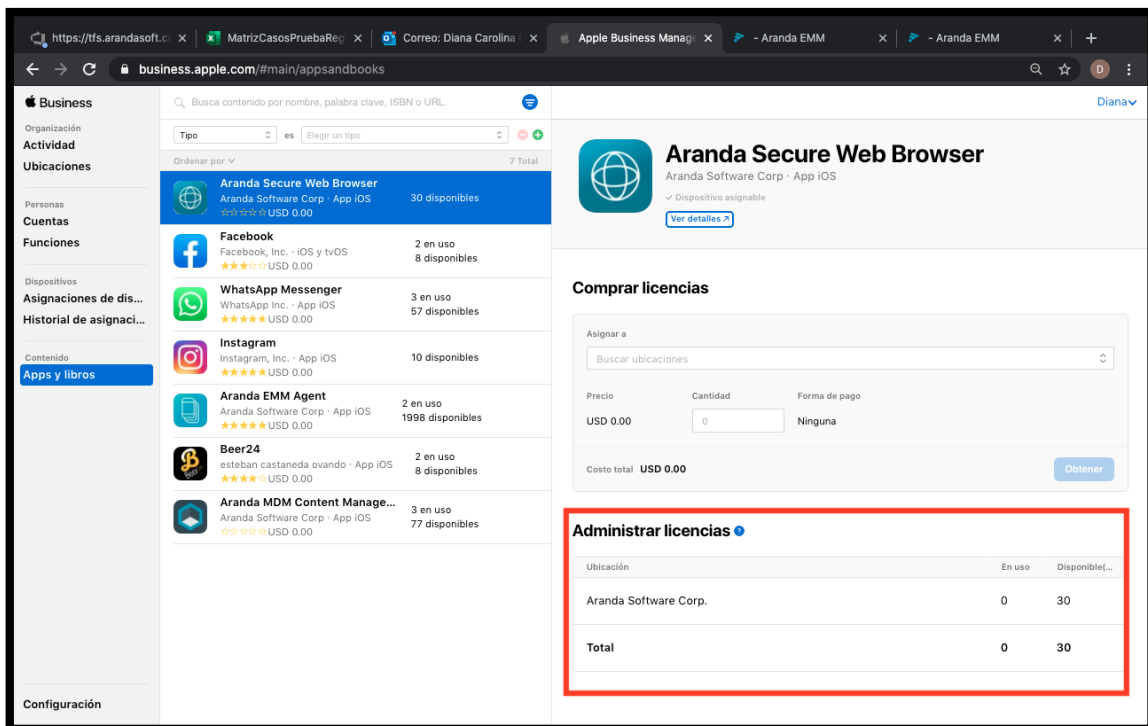 https://tfs.arandasoft.c
MatrizCasosPruebaReg
Correo: Diana Carolina
Apple Business Manage
- Aranda EMM
- Aranda EMM
business.apple.com/#main/appsandbooks
D
Business
Organización
Actividad
Ubicaciones
Personas
Cuentas
Funciones
Dispositivos
Asignaciones de dis...
Historial de asignaci...
Contenido
Apps y libros
Configuración
Busca contenido por nombre, palabra clave, ISBN o URL.
Tipo es Elegir un tipo
Ordenar por 7 Total
Aranda Secure Web Browser
Aranda Software Corp · App iOS 30 disponibles
☆☆☆☆☆ USD 0.00
Facebook
Facebook, Inc. · iOS y tvOS
2 en uso
8 disponibles
★★★☆☆ USD 0.00
WhatsApp Messenger
WhatsApp Inc. · App iOS
3 en uso
57 disponibles
★★★★★ USD 0.00
Instagram
Instagram, Inc. · App iOS 10 disponibles
★★★★★ USD 0.00
Aranda EMM Agent
Aranda Software Corp · App iOS
2 en uso
1998 disponibles
★★★★★ USD 0.00
Beer24
esteban castaneda ovando · App iOS
2 en uso
8 disponibles
★★★★☆ USD 0.00
Aranda MDM Content Manage...
Aranda Software Corp · App iOS
3 en uso
77 disponibles
☆☆☆☆☆ USD 0.00
Diana
Aranda Secure Web Browser
Aranda Software Corp · App iOS
✓ Dispositivo asignable
Ver detalles ↗
Comprar licencias
Asignar a
Buscar ubicaciones
Precio Cantidad Forma de pago
USD 0.00 0 Ninguna
Costo total USD 0.00 Obtener
Administrar licencias ?
Ubicación En uso Disponible(...
Aranda Software Corp. 0 30
Total 0 30